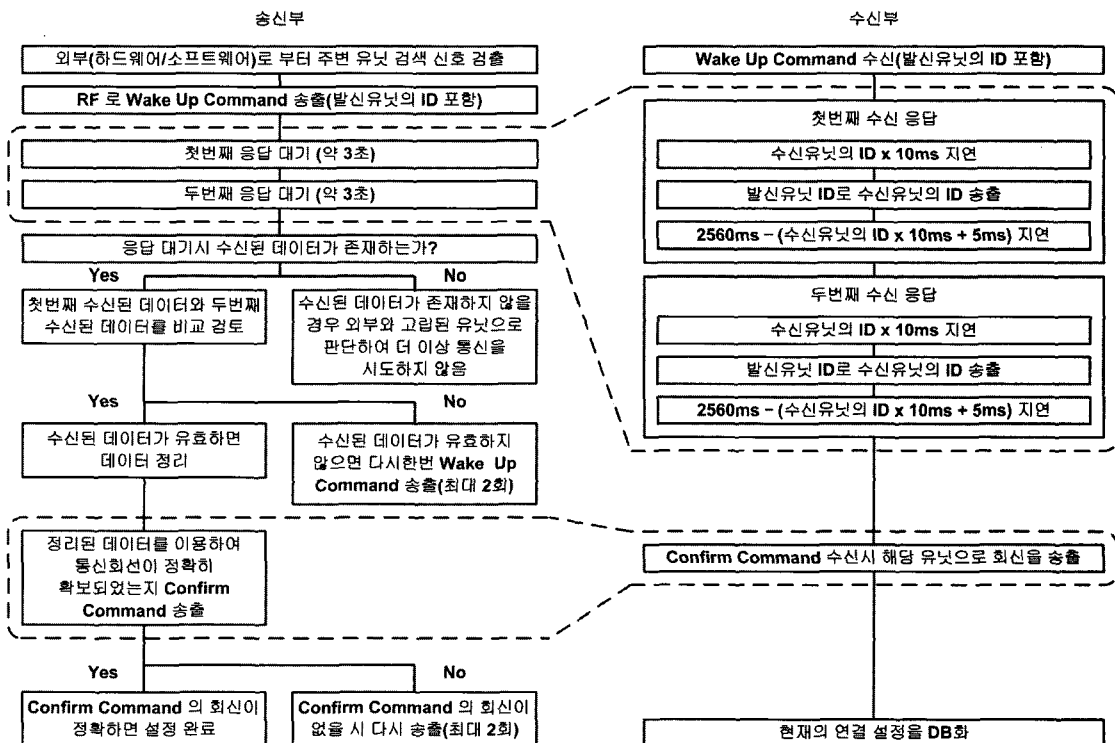 송신부
외부(하드웨어/소프트웨어)로 부터 주변 유닛 검색 신호 검출
RF 로 Wake Up Command 송출(발신유닛의 ID 포함)
첫번째 응답 대기 (약 3초)
두번째 응답 대기 (약 3초)
응답 대기시 수신된 데이터가 존재하는가?
Yes
No
첫번째 수신된 데이터와 두번째
수신된 데이터를 비교 검토
수신된 데이터가 존재하지 않을
경우 외부와 고립된 유닛으로
판단하여 더 이상 통신을
시도하지 않음
Yes
No
수신된 데이터가 유효하면
데이터 정리
수신된 데이터가 유효하지
않으면 다시한번 Wake Up
Command 송출(최대 2회)
정리된 데이터를 이용하여
통신회선이 정확히
확보되었는지 Confirm
Command 송출
Yes
No
Confirm Command 의 회신이
정확하면 설정 완료
Confirm Command 의 회신이
없을 시 다시 송출(최대 2회)
수신부
Wake Up Command 수신(발신유닛의 ID 포함)
첫번째 수신 응답
수신유닛의 ID x 10ms 지연
발신유닛 ID로 수신유닛의 ID 송출
2560ms – (수신유닛의 ID x 10ms + 5ms) 지연
두번째 수신 응답
수신유닛의 ID x 10ms 지연
발신유닛 ID로 수신유닛의 ID 송출
2560ms – (수신유닛의 ID x 10ms + 5ms) 지연
Confirm Command 수신시 해당 유닛으로 회신을 송출
현재의 연결 설정을 DB화